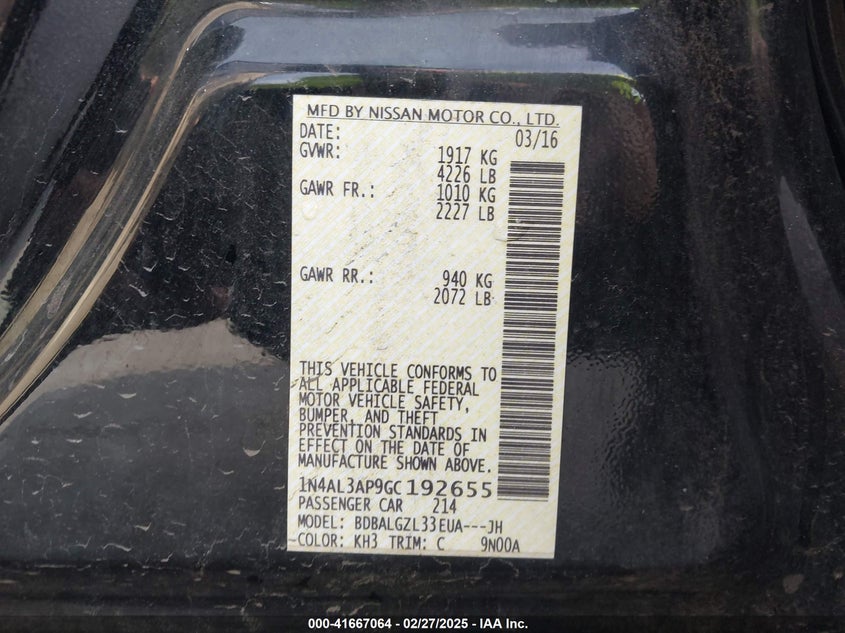 MFD BY NISSAN MOTOR CO., LTD.
DATE: 03/16
GVWR: 1917 KG
4226 LB
GAWR FR.: 1010 KG
2227 LB
GAWR RR.: 940 KG
2072 LB
THIS VEHICLE CONFORMS TO
ALL APPLICABLE FEDERAL
MOTOR VEHICLE SAFETY,
BUMPER, AND THEFT
PREVENTION STANDARDS IN
EFFECT ON THE DATE OF
MANUFACTURE SHOWN ABOVE.
1N4AL3AP9GC192655
PASSENGER CAR 214
MODEL: BDBALGZL33EUA---JH
COLOR: KH3 TRIM: C 9N00A
000-41667064 - 02/27/2025 - IAA Inc.